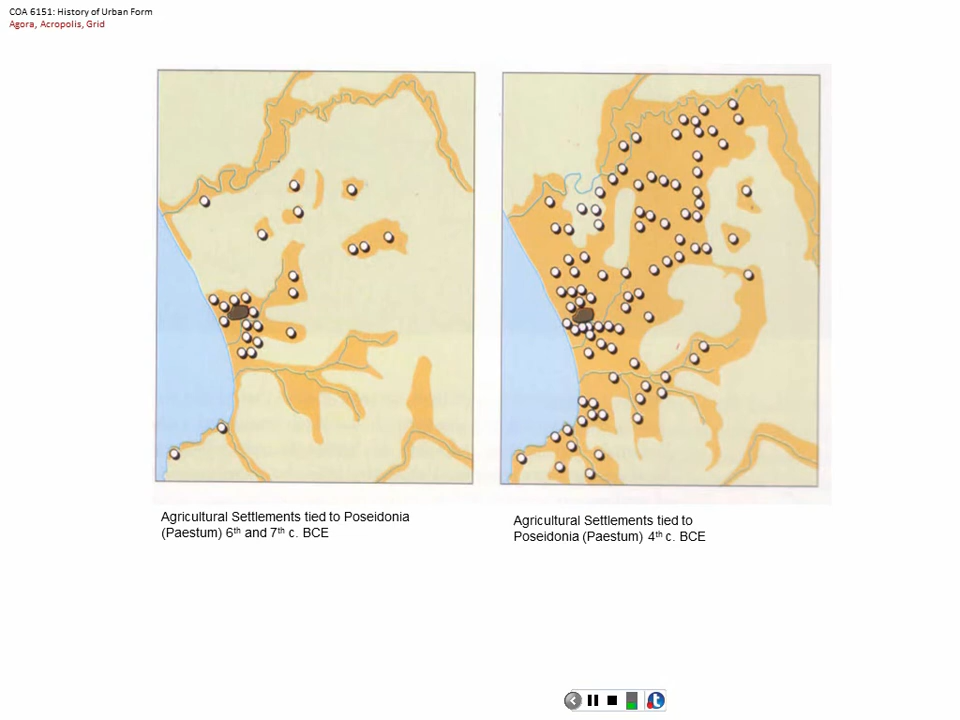 COA 6151: History of Urban Form
Agora, Acropolis, Grid
Agricultural Settlements tied to Poseidonia
(Paestum) 6th and 7th c. BCE
Agricultural Settlements tied to
Poseidonia (Paestum) 4th c. BCE